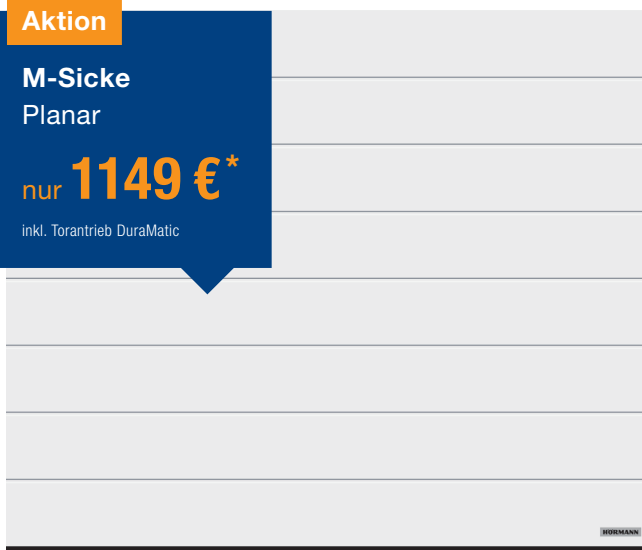 Aktion
M-Sicke
Planar
nur 1149 €*
inkl. Torantrieb DuraMatic
HÖRMANN